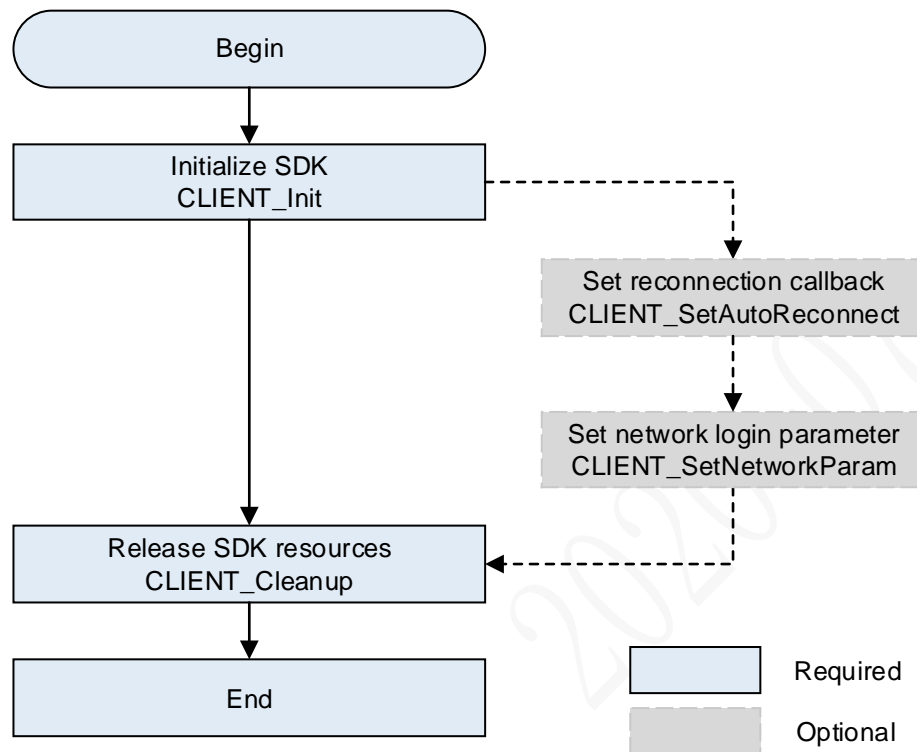 Begin
Initialize SDK
CLIENT_Init
Set reconnection callback
CLIENT_SetAutoReconnect
Set network login parameter
CLIENT_SetNetworkParam
Release SDK resources
CLIENT_Cleanup
End
Required
Optional